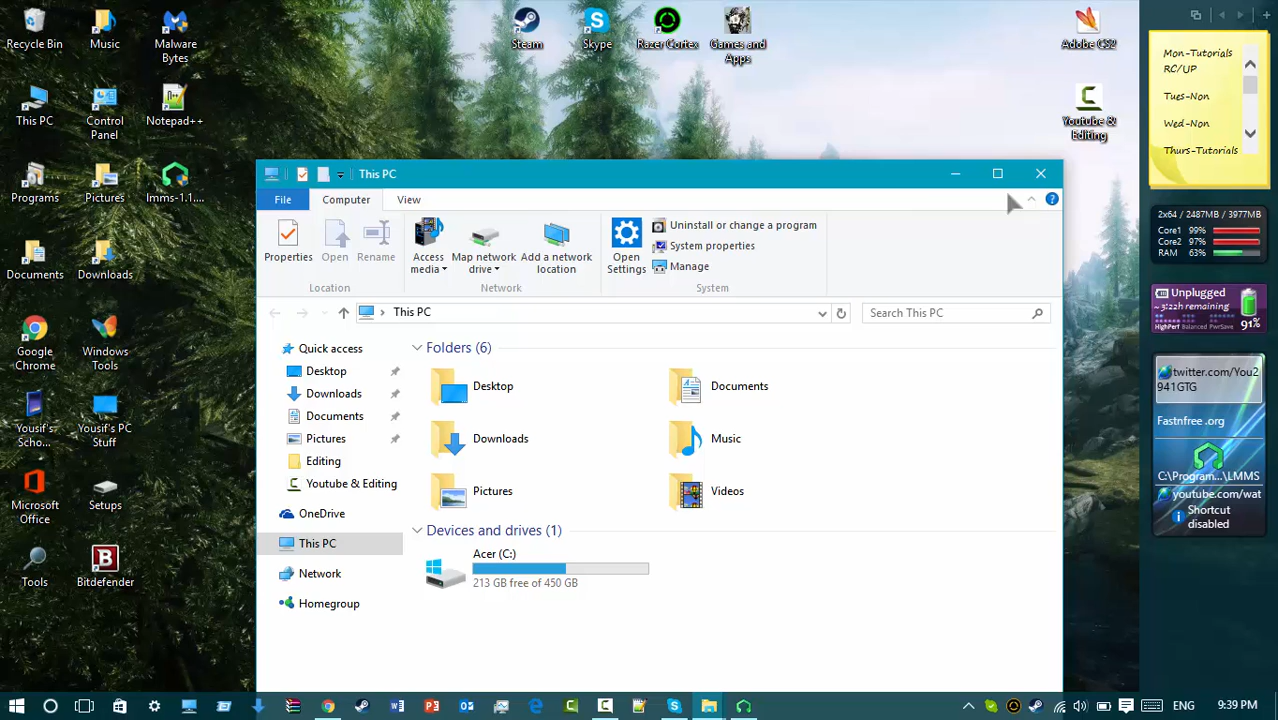 Recycle Bin
Music
Malware
Bytes
Steam
Skype
Razer Cortex
Games and
Apps
Adobe CS2
This PC
Control
Panel
Notepad++
Youtube &
Editing
Programs
Pictures
lmms-1.1....
Documents
Downloads
Google
Chrome
Windows
Tools
Yousif's
Scho...
Yousif's PC
Stuff
Microsoft
Office
Setups
Tools
Bitdefender
This PC
File
Computer
View
Properties
Open
Rename
Location
Access
media
Map network
drive
Add a network
location
Network
Open
Settings
Uninstall or change a program
System properties
Manage
System
This PC
Search This PC
Quick access
Desktop
Downloads
Documents
Pictures
Editing
Youtube & Editing
OneDrive
This PC
Network
Homegroup
Folders (6)
Desktop
Documents
Downloads
Music
Pictures
Videos
Devices and drives (1)
Acer (C:)
213 GB free of 450 GB
Mon-Tutorials
RC/UP
Tues-Non
Wed-Non
Thurs-Tutorials
2x64 / 2487MB / 3977MB
Core1 99%
Core2 97%
RAM 63%
Unplugged
~ 3:22h remaining
HighPerf Balanced PwrSave
91%
twitter.com/You2
941GTG
Fastnfree .org
C:\Program...\LMMS
youtube.com/wat
Shortcut
disabled
ENG
9:39 PM